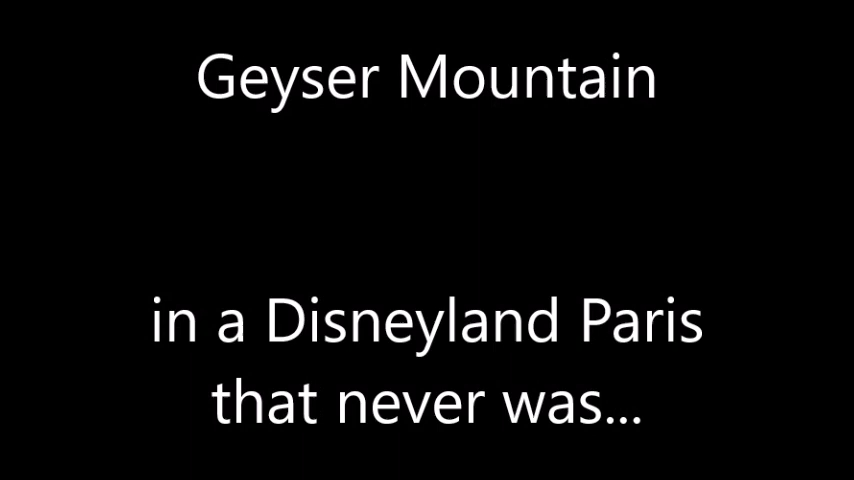 Geyser Mountain
in a Disneyland Paris
that never was...